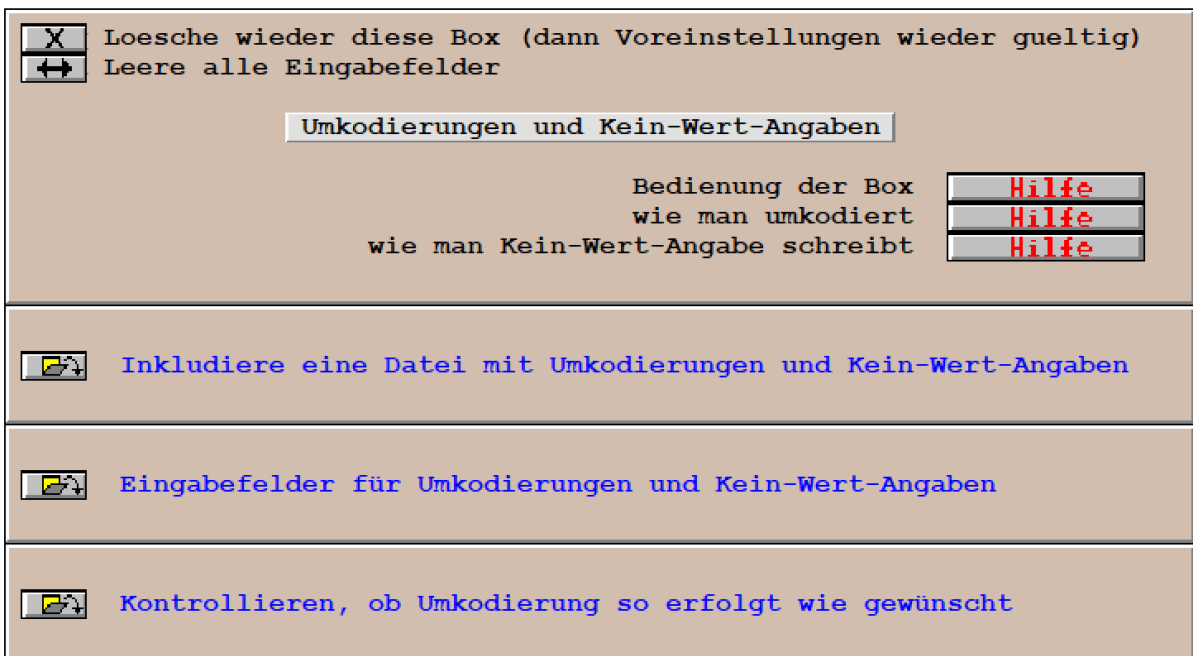 X Loesche wieder diese Box (dann Voreinstellungen wieder gueltig)
Leere alle Eingabefelder
Umkodierungen und Kein-Wert-Angaben
Bedienung der Box Hilfe
wie man umkodiert Hilfe
wie man Kein-Wert-Angabe schreibt Hilfe
Inkludiere eine Datei mit Umkodierungen und Kein-Wert-Angaben
Eingabefelder für Umkodierungen und Kein-Wert-Angaben
Kontrollieren, ob Umkodierung so erfolgt wie gewünscht